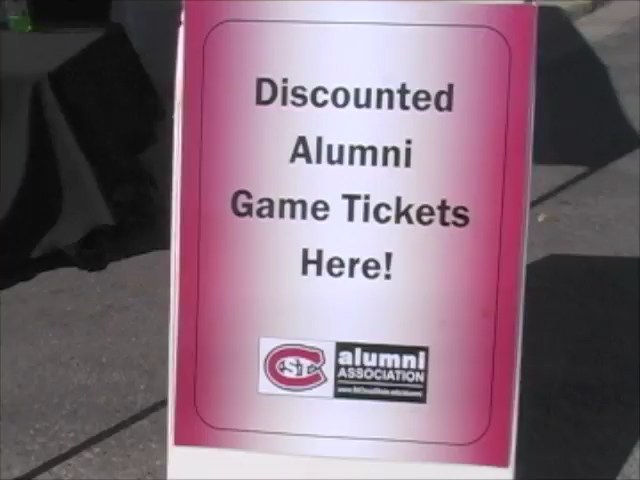 Discounted
Alumni
Game Tickets
Here!
alumni
ASSOCIATION